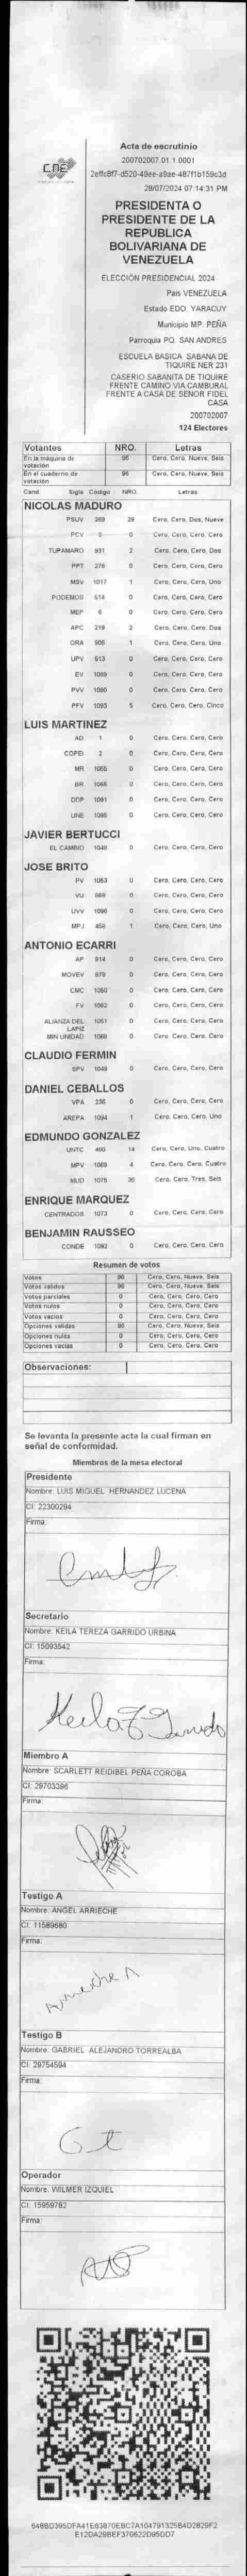 CNE
Acta de escrutinio
200702007.01.1.0001
2effc8f7-d520-49ee-a9ae-487f1b159c3d
28/07/2024 07:14:31 PM
PRESIDENTA O
PRESIDENTE DE LA
REPUBLICA
BOLIVARIANA DE
VENEZUELA
ELECCIÓN PRESIDENCIAL 2024
Pais VENEZUELA
Estado EDO. YARACUY
Municipio MP. PEÑA
Parroquia PQ. SAN ANDRES
ESCUELA BASICA SABANA DE
TIQUIRE NER 231
CASERIO SABANITA DE TIQUIRE
FRENTE CAMINO VIA CAMBURAL
FRENTE A CASA DE SENOR FIDEL
CASA
200702007
124 Electores
Votantes NRO. Letras
En la máquina de votación 96 Cero, Cero, Nueve, Seis
En el cuaderno de votación 96 Cero, Cero, Nueve, Seis
Cand. Sigla Codigo NRO. Letras
NICOLAS MADURO
PSUV 269 29 Cero, Cero, Dos, Nueve
PCV 0 Cero, Cero, Cero, Cero
TUPAMARO 931 2 Cero, Cero, Cero, Dos
PPT 276 0 Cero, Cero, Cero, Cero
MSV 1017 1 Cero, Cero, Cero, Uno
PODEMOS 514 0 Cero, Cero, Cero, Cero
MEP 6 0 Cero, Cero, Cero, Cero
APC 219 2 Cero, Cero, Cero, Dos
ORA 906 1 Cero, Cero, Cero, Uno
UPV 613 0 Cero, Cero, Cero, Cero
EV 1089 0 Cero, Cero, Cero, Cero
PVV 1090 0 Cero, Cero, Cero, Cero
PFV 1093 5 Cero, Cero, Cero, Cinco
LUIS MARTINEZ
AD 1 0 Cero, Cero, Cero, Cero
COPEI 2 0 Cero, Cero, Cero, Cero
MR 1065 0 Cero, Cero, Cero, Cero
BR 1066 0 Cero, Cero, Cero, Cero
DDP 1091 0 Cero, Cero, Cero, Cero
UNE 1095 0 Cero, Cero, Cero, Cero
JAVIER BERTUCCI
EL CAMBIO 1048 0 Cero, Cero, Cero, Cero
JOSE BRITO
PV 1053 0 Cero, Cero, Cero, Cero
VU 868 0 Cero, Cero, Cero, Cero
UVV 1096 0 Cero, Cero, Cero, Cero
MPJ 458 1 Cero, Cero, Cero, Uno
ANTONIO ECARRI
AP 914 0 Cero, Cero, Cero, Cero
MOVEV 979 0 Cero, Cero, Cero, Cero
CMC 1050 0 Cero, Cero, Cero, Cero
FV 1062 0 Cero, Cero, Cero, Cero
ALIANZA DEL LAPIZ 1051 0 Cero, Cero, Cero, Cero
MIN UNIDAD 1088 0 Cero, Cero, Cero, Cero
CLAUDIO FERMIN
SPV 1049 0 Cero, Cero, Cero, Cero
DANIEL CEBALLOS
VPA 236 0 Cero, Cero, Cero, Cero
AREPA 1094 1 Cero, Cero, Cero, Uno
EDMUNDO GONZALEZ
UNTC 400 14 Cero, Cero, Uno, Cuatro
MPV 1069 4 Cero, Cero, Cero, Cuatro
MUD 1075 36 Cero, Cero, Tres, Seis
ENRIQUE MARQUEZ
CENTRADOS 1073 0 Cero, Cero, Cero, Cero
BENJAMIN RAUSSEO
CONDE 1092 0 Cero, Cero, Cero, Cero
Resumen de votos
Votos 96 Cero, Cero, Nueve, Seis
Votos validos 96 Cero, Cero, Nueve, Seis
Votos parciales 0 Cero, Cero, Cero, Cero
Votos nulos 0 Cero, Cero, Cero, Cero
Votos vacios 0 Cero, Cero, Cero, Cero
Opciones validas 96 Cero, Cero, Nueve, Seis
Opciones nulas 0 Cero, Cero, Cero, Cero
Opciones vacias 0 Cero, Cero, Cero, Cero
Observaciones:
Se levanta la presente acta la cual firman en
señal de conformidad.
Miembros de la mesa electoral
Presidente
Nombre: LUIS MIGUEL HERNANDEZ LUCENA
CI: 22300294
Firma:
Secretario
Nombre: KEILA TEREZA GARRIDO URBINA
CI: 15093542
Firma:
Keila T Garrido
Miembro A
Nombre: SCARLETT REIDIBEL PEÑA COROBA
CI: 29703396
Firma:
Testigo A
Nombre: ANGEL ARRIECHE
CI: 11589680
Firma:
Arrieche A
Testigo B
Nombre: GABRIEL ALEJANDRO TORREALBA
CI: 29754594
Firma:
Gt
Operador
Nombre: WILMER IZQUIEL
CI: 15959782
Firma:
648BD395DFA41E63870EBC7A104791325B4D2829F2
E12DA29BEF370622D95DD7